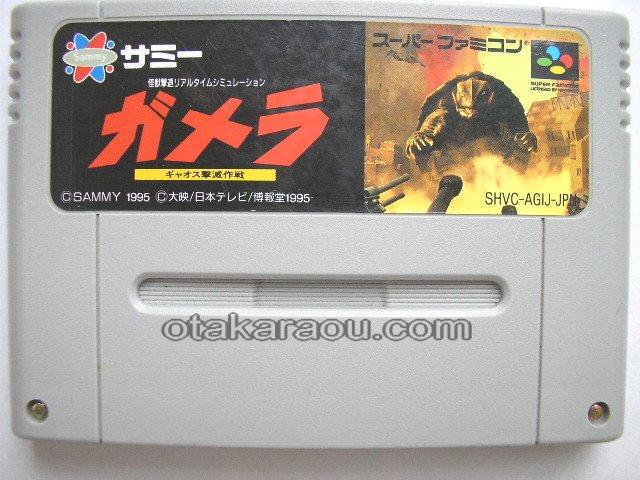 Sammy
サミー
怪獣撃退リアルタイムシミュレーション
ガメラ
ギャオス撃滅作戦
©SAMMY 1995 ©大映/日本テレビ/博報堂1995
スーパーファミコン®
SUPER FAMICOM
LICENSED BY NINTENDO
SHVC-AGIJ-JPN
otakaraou.com